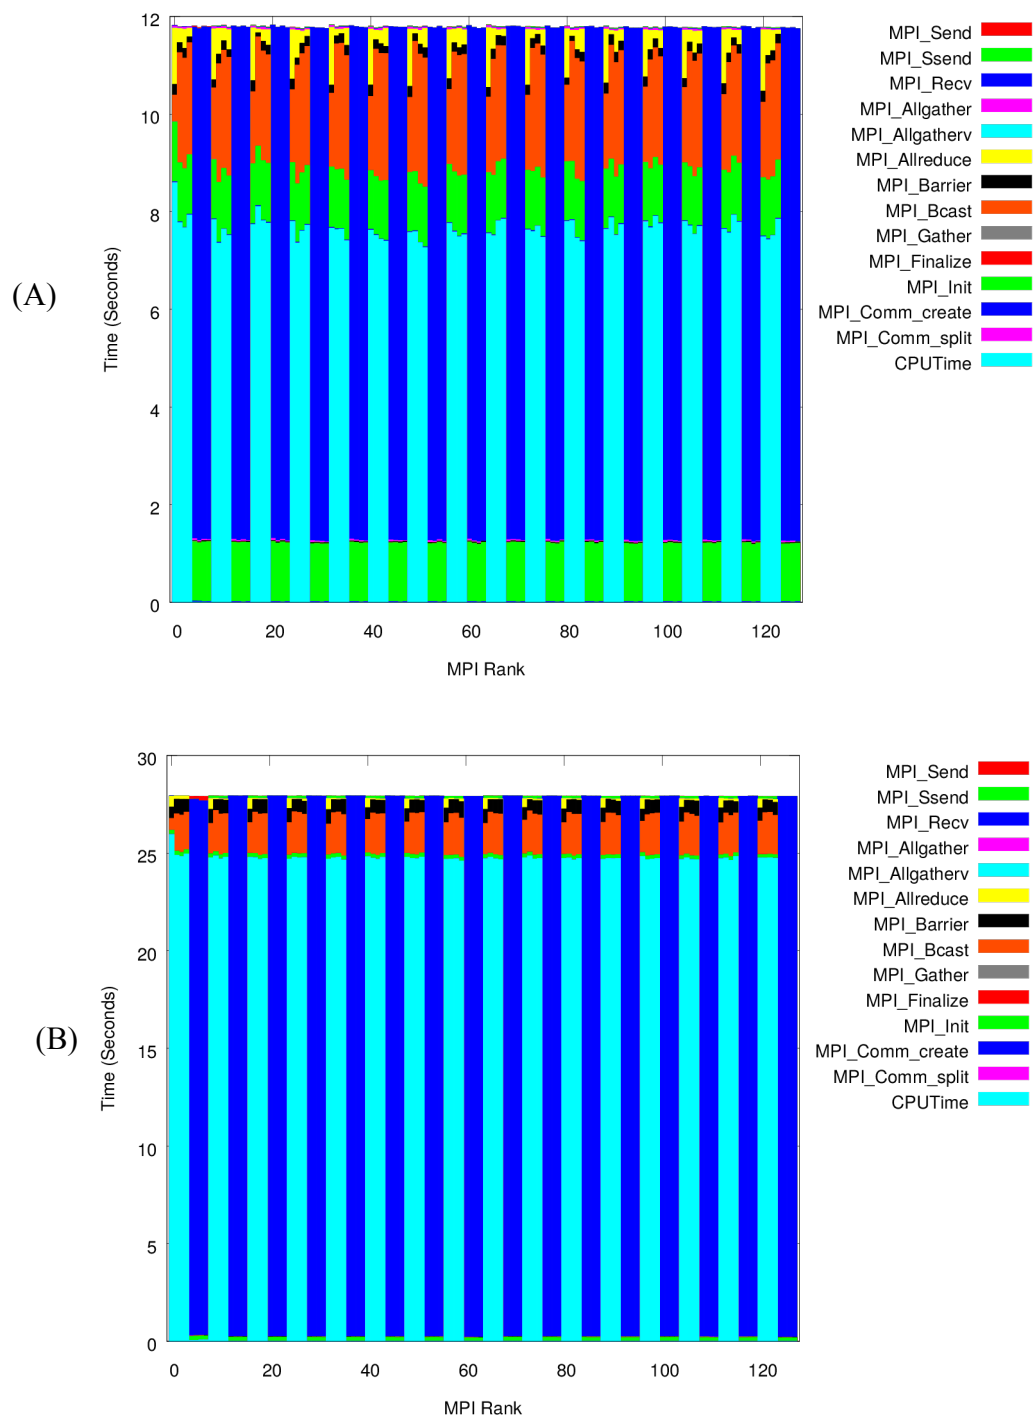 (A)
Time (Seconds)
12
10
8
6
4
2
0
0 20 40 60 80 100 120
MPI Rank
MPI_Send
MPI_Ssend
MPI_Recv
MPI_Allgather
MPI_Allgatherv
MPI_Allreduce
MPI_Barrier
MPI_Bcast
MPI_Gather
MPI_Finalize
MPI_Init
MPI_Comm_create
MPI_Comm_split
CPUTime
(B)
Time (Seconds)
30
25
20
15
10
5
0
0 20 40 60 80 100 120
MPI Rank
MPI_Send
MPI_Ssend
MPI_Recv
MPI_Allgather
MPI_Allgatherv
MPI_Allreduce
MPI_Barrier
MPI_Bcast
MPI_Gather
MPI_Finalize
MPI_Init
MPI_Comm_create
MPI_Comm_split
CPUTime